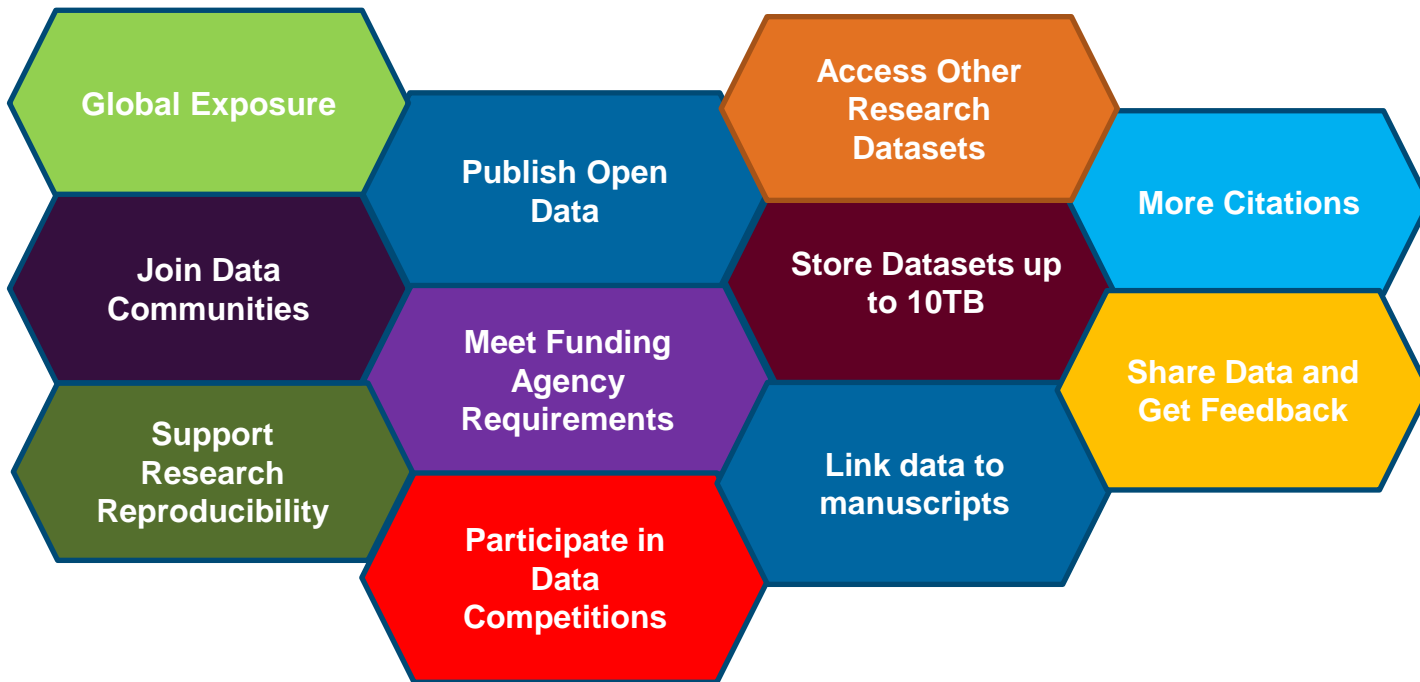 Global Exposure
Join Data
Communities
Support
Research
Reproducibility
Publish Open
Data
Meet Funding
Agency
Requirements
Participate in
Data
Competitions
Access Other
Research
Datasets
Store Datasets up
to 10TB
Link data to
manuscripts
More Citations
Share Data and
Get Feedback